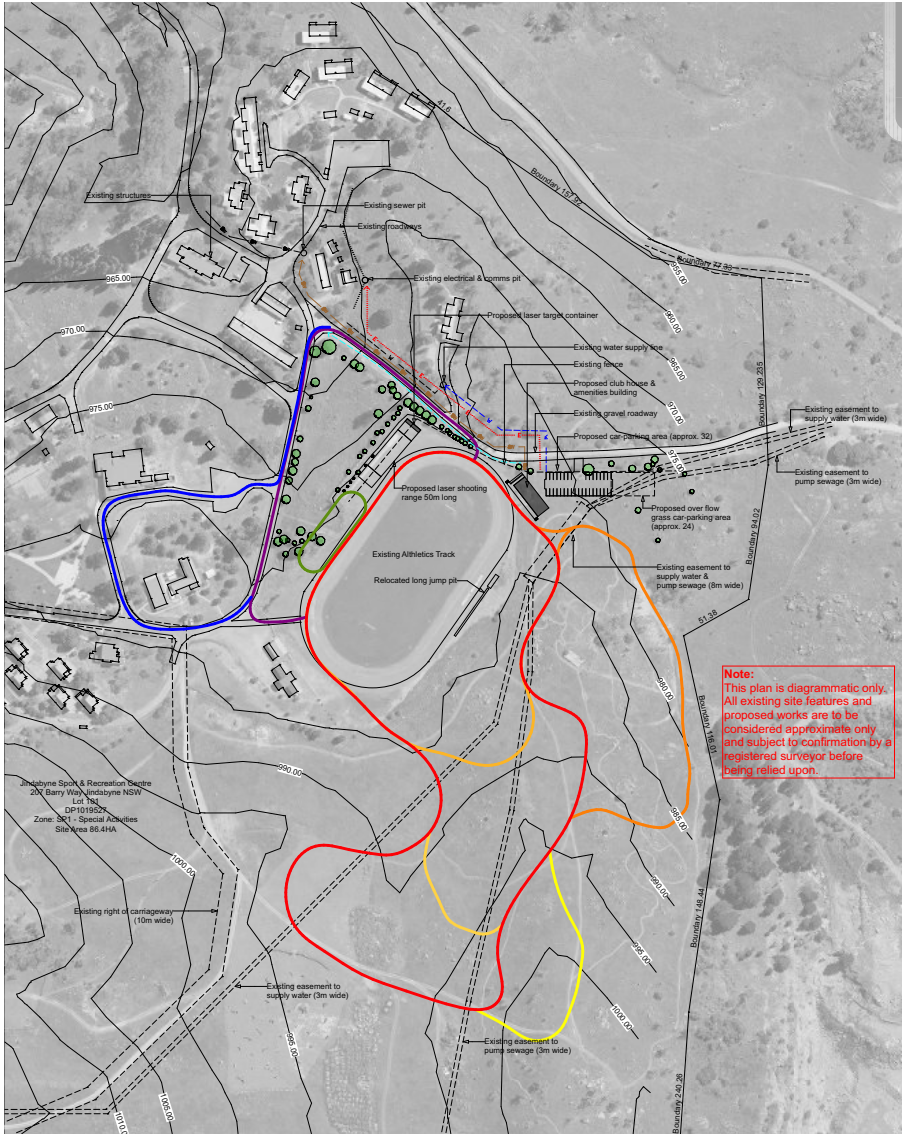 41.6
Boundary 157.92
Existing structures
Existing sewer pit
Existing roadways
Boundary 77.33
955.00
965.00
Existing electrical & comms pit
960.00
970.00
Proposed laser target container
Existing water supply line
Existing fence
965.00
Proposed club house &
amenities building
Boundary 129.235
975.00
970.00
Existing gravel roadway
Existing easement to
supply water (3m wide)
Proposed car-parking area (approx. 32)
975.00
Existing easement to
pump sewage (3m wide)
Proposed laser shooting
range 50m long
Proposed over flow
grass car-parking area
(approx. 24)
Boundary 94.02
Existing Althletics Track
Relocated long jump pit
Existing easement to
supply water &
pump sewage (8m wide)
51.38
980.00
Boundary 116.01
Note:
This plan is diagrammatic only.
All existing site features and
proposed works are to be
considered approximate only
and subject to confirmation by a
registered surveyor before
being relied upon.
990.00
Jindabyne Sport & Recreation Centre
207 Barry Way Jindabyne NSW
Lot 101
DP1019527
Zone: SP1 - Special Activities
Site Area 86.4HA
985.00
1000.00
990.00
Existing right of carriageway
(10m wide)
Boundary 148.44
995.00
Existing easement to
supply water (3m wide)
1000.00
995.00
Existing easement to
pump sewage (3m wide)
1005.00
1010.0
Boundary 240.26